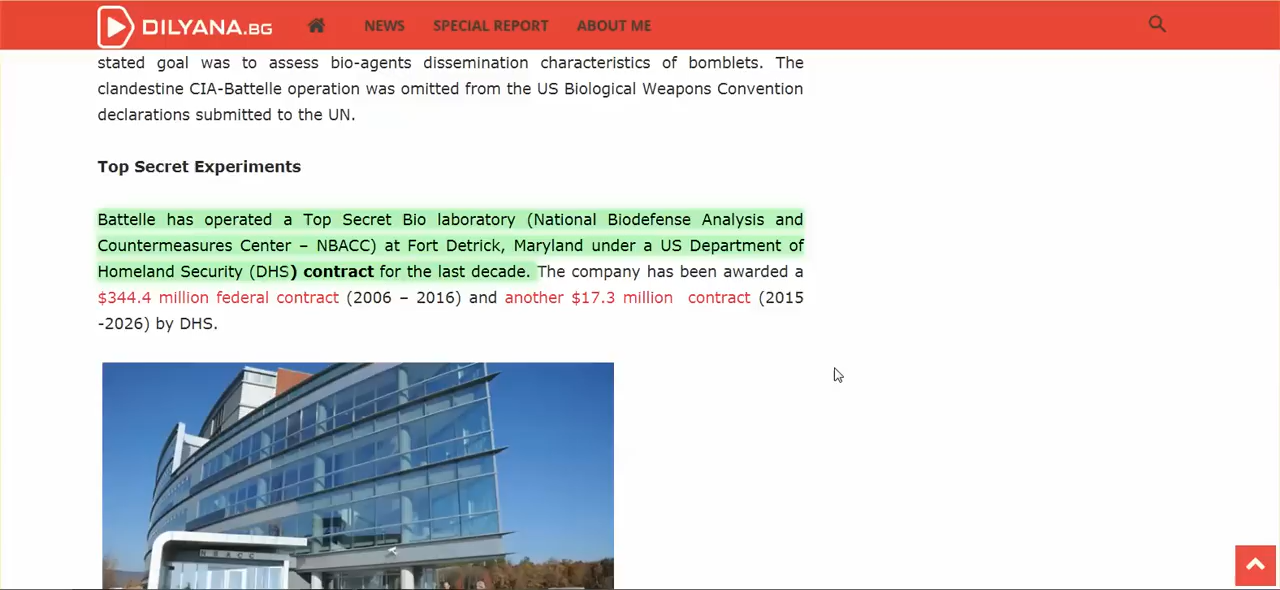 DILYANA.BG NEWS SPECIAL REPORT ABOUT ME
stated goal was to assess bio-agents dissemination characteristics of bomblets. The
clandestine CIA-Battelle operation was omitted from the US Biological Weapons Convention
declarations submitted to the UN.
Top Secret Experiments
Battelle has operated a Top Secret Bio laboratory (National Biodefense Analysis and
Countermeasures Center – NBACC) at Fort Detrick, Maryland under a US Department of
Homeland Security (DHS) contract for the last decade. The company has been awarded a
$344.4 million federal contract (2006 – 2016) and another $17.3 million contract (2015
-2026) by DHS.
NBACC